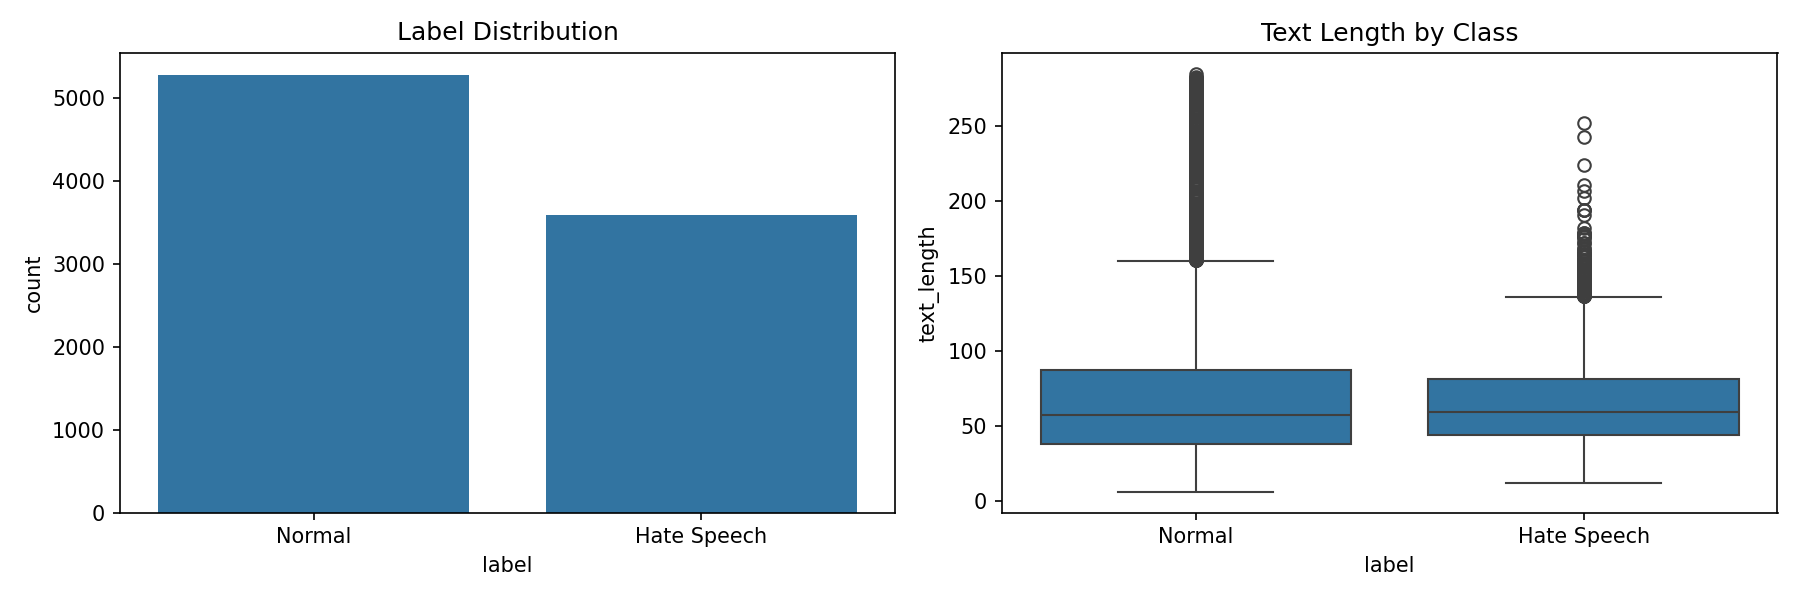 Label Distribution
5000
4000
3000
2000
1000
0
count
Normal
Hate Speech
label
Text Length by Class
250
200
150
100
50
0
text_length
Normal
Hate Speech
label